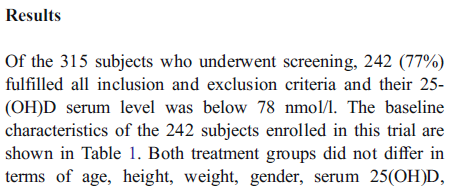 Results
Of the 315 subjects who underwent screening, 242 (77%)
fulfilled all inclusion and exclusion criteria and their 25-
(OH)D serum level was below 78 nmol/l. The baseline
characteristics of the 242 subjects enrolled in this trial are
shown in Table 1. Both treatment groups did not differ in
terms of age, height, weight, gender, serum 25(OH)D,